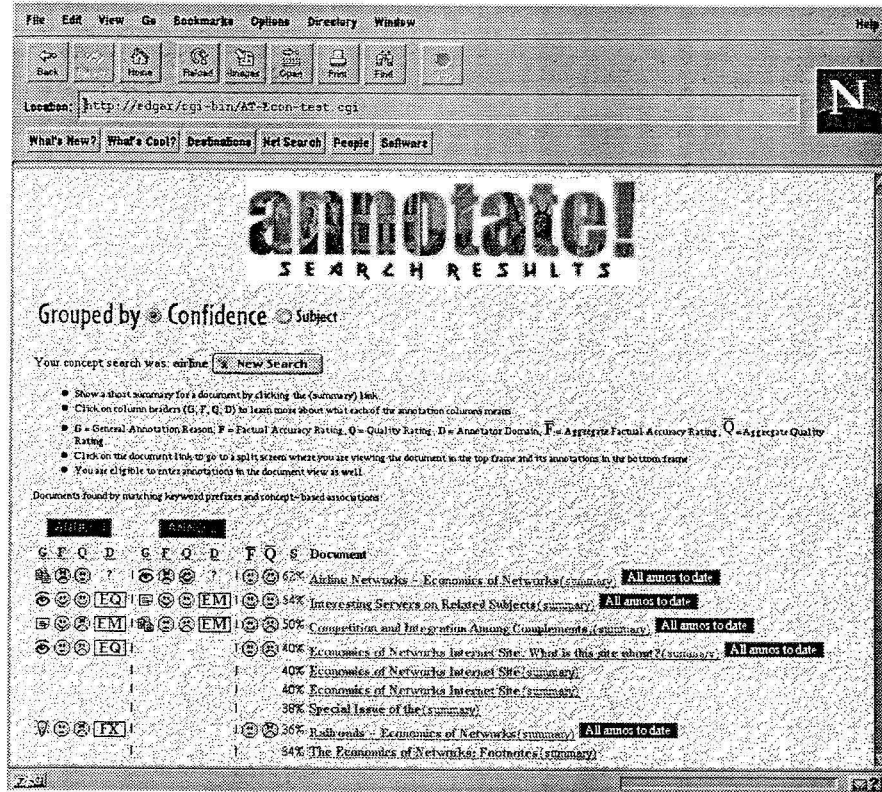 File Edit View Go Bookmarks Options Directory Window Help
Back Home Reload Images Open Print Find
Location: http://edgar/cgi-bin/AT-Econ-test.cgi
N
What's New? What's Cool? Destinations Net Search People Software
annotate!
SEARCH RESULTS
Grouped by Confidence Subject
Your concept search was: airline New Search
Show a short summary for a document by clicking the (summary) link
Click on column headers (G, F, Q, D) to learn more about what each of the annotation columns means
G = General Annotation Reason, F = Factual Accuracy Rating, Q = Quality Rating, D = Annotator Domain, F = Aggregate Factual Accuracy Rating, Q = Aggregate Quality
Rating
Click on the document link to go to a split screen where you are viewing the document in the top frame and its annotations in the bottom frame
You are eligible to enter annotations in the document view as well
Documents found by matching keyword prefixes and concept-based associations:
G F Q D G F Q D F Q S Document
? ? 62% Airline Networks - Economics of Networks (summary) All annos to date
EQ EM 54% Interesting Servers on Related Subjects (summary) All annos to date
EM EM 50% Competition and Integration Among Complements, (summary) All annos to date
EQ 40% Economics of Networks Internet Site: What is this site about? (summary) All annos to date
40% Economics of Networks Internet Site (summary)
40% Economics of Networks Internet Site (summary)
38% Special Issue of the (summary)
FX 36% Railroads - Economics of Networks (summary) All annos to date
34% The Economics of Networks: Footnotes (summary)